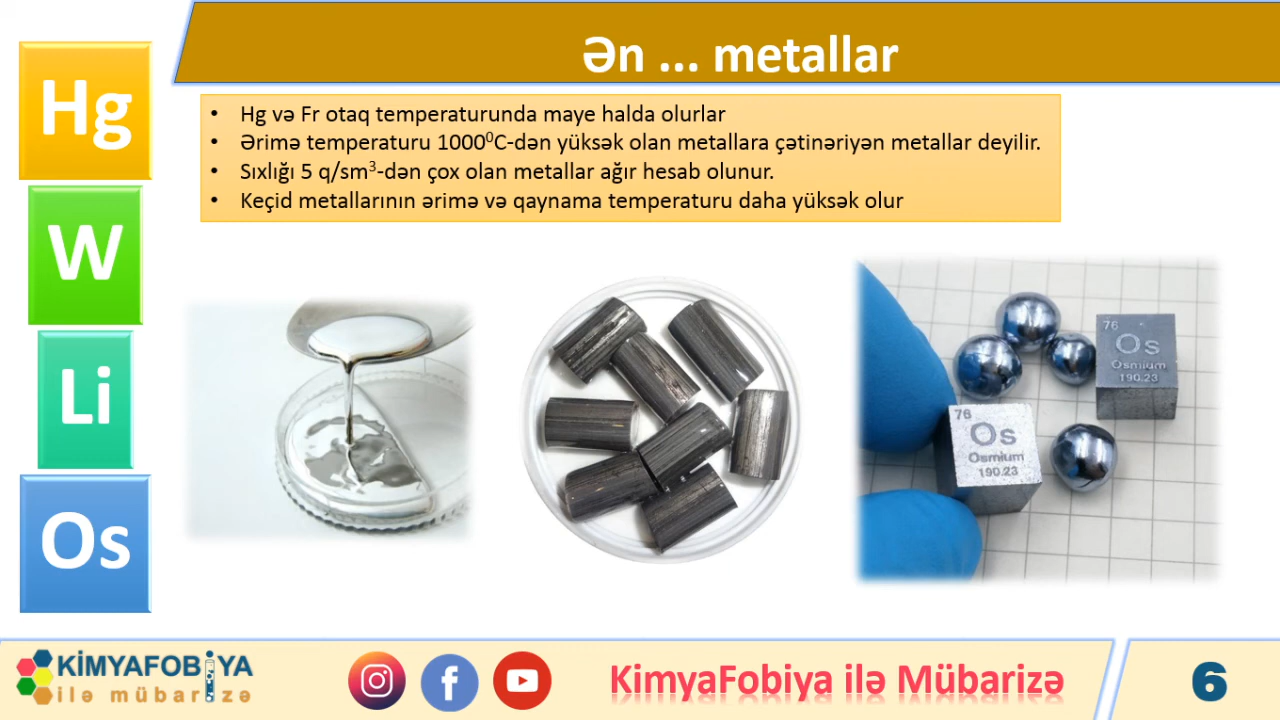 Ən ... metallar
Hg
W
Li
Os
• Hg və Fr otaq temperaturunda maye halda olurlar
• Ərimə temperaturu 1000⁰C-dən yüksək olan metallara çətinəriyən metallar deyilir.
• Sıxlığı 5 q/sm³-dən çox olan metallar ağır hesab olunur.
• Keçid metallarının ərimə və qaynama temperaturu daha yüksək olur
76
Os
Osmium
190.23
76
Os
Osmium
190.23
KİMYAFOBİYA
ilə mübarizə
KimyaFobiya ilə Mübarizə
6